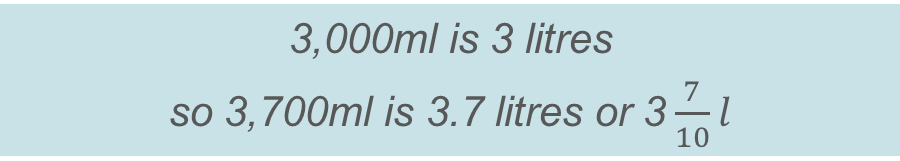 3,000ml is 3 litres
so 3,700ml is 3.7 litres or 3 7/10 l